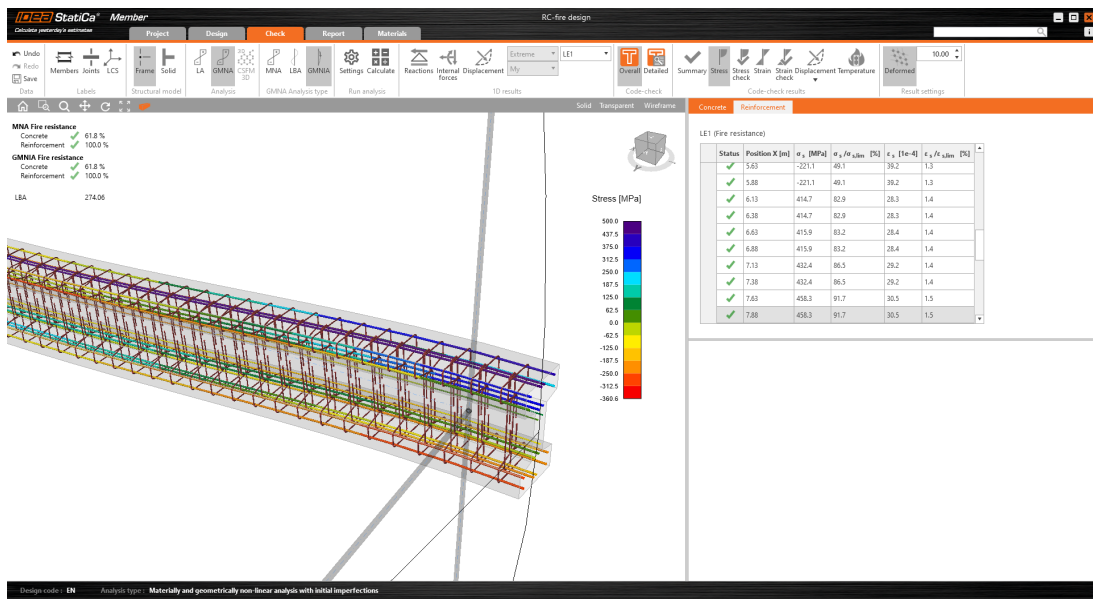 IDEA StatiCa® Member
Calculate yesterday's estimates
RC-fire design
Project Design Check Report Materials
Undo
Redo
Save
Data
Members Joints LCS
Labels
Frame Solid
Structural model
LA GMNA CSFM 3D
Analysis
MNA LBA GMNIA
GMNA Analysis type
Settings Calculate
Run analysis
Reactions Internal forces Displacement
Extreme LE1
My
1D results
Overall Detailed
Code-check
Summary Stress Stress check Strain Strain check Displacement Temperature
Code-check results
Deformed 10.00
Result settings
Solid Transparent Wireframe
Concrete Reinforcement
MNA Fire resistance
Concrete 61.8 %
Reinforcement 100.0 %
GMNIA Fire resistance
Concrete 61.8 %
Reinforcement 100.0 %
LBA 274.06
Stress [MPa]
500.0
437.5
375.0
312.5
250.0
187.5
125.0
62.5
0.0
-62.5
-125.0
-187.5
-250.0
-312.5
-360.6
LE1 (Fire resistance)
Status Position X [m] σ s [MPa] σ s /σ s,lim [%] ε s [1e-4] ε s /ε s,lim [%]
5.63 -221.1 49.1 39.2 1.3
5.88 -221.1 49.1 39.2 1.3
6.13 414.7 82.9 28.3 1.4
6.38 414.7 82.9 28.3 1.4
6.63 415.9 83.2 28.4 1.4
6.88 415.9 83.2 28.4 1.4
7.13 432.4 86.5 29.2 1.4
7.38 432.4 86.5 29.2 1.4
7.63 458.3 91.7 30.5 1.5
7.88 458.3 91.7 30.5 1.5
Design code : EN Analysis type : Materially and geometrically non-linear analysis with initial imperfections